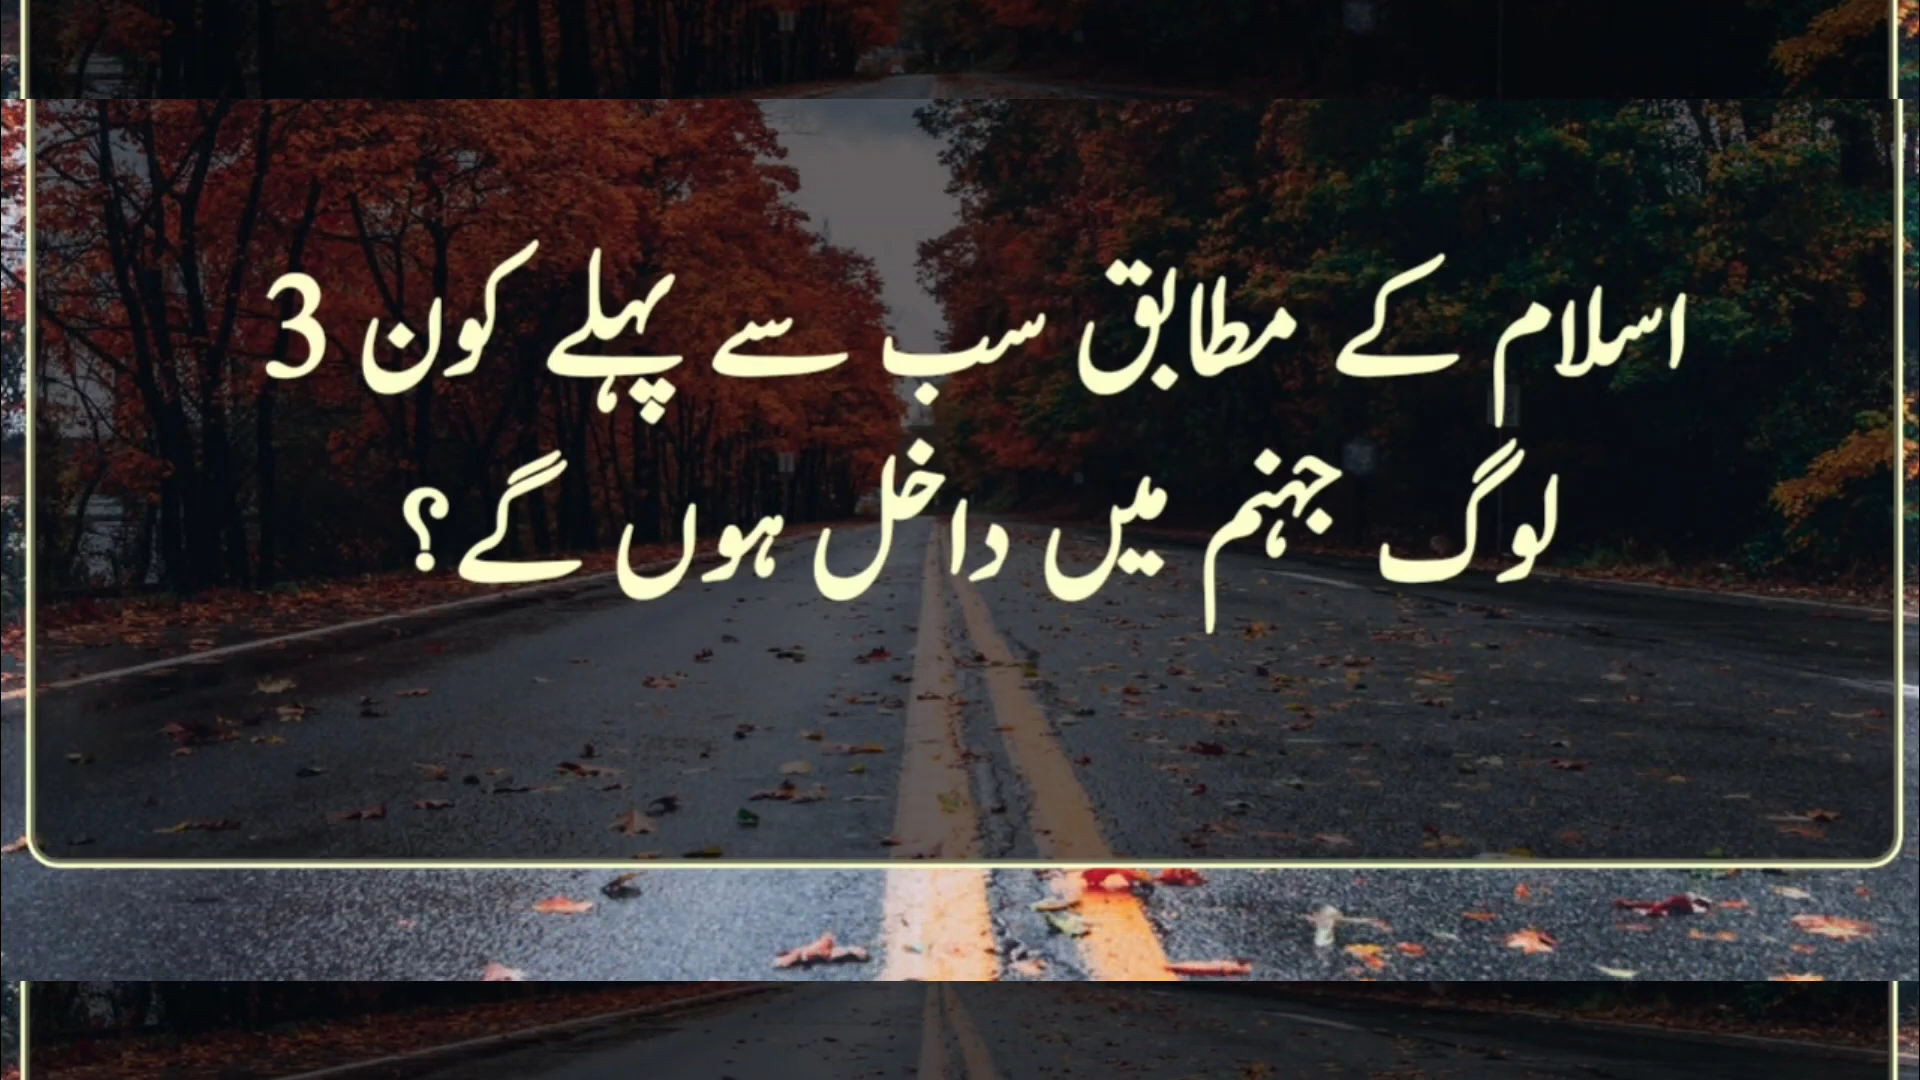 اسلام کے مطابق سب سے پہلے کون 3
لوگ جہنم میں داخل ہوں گے؟